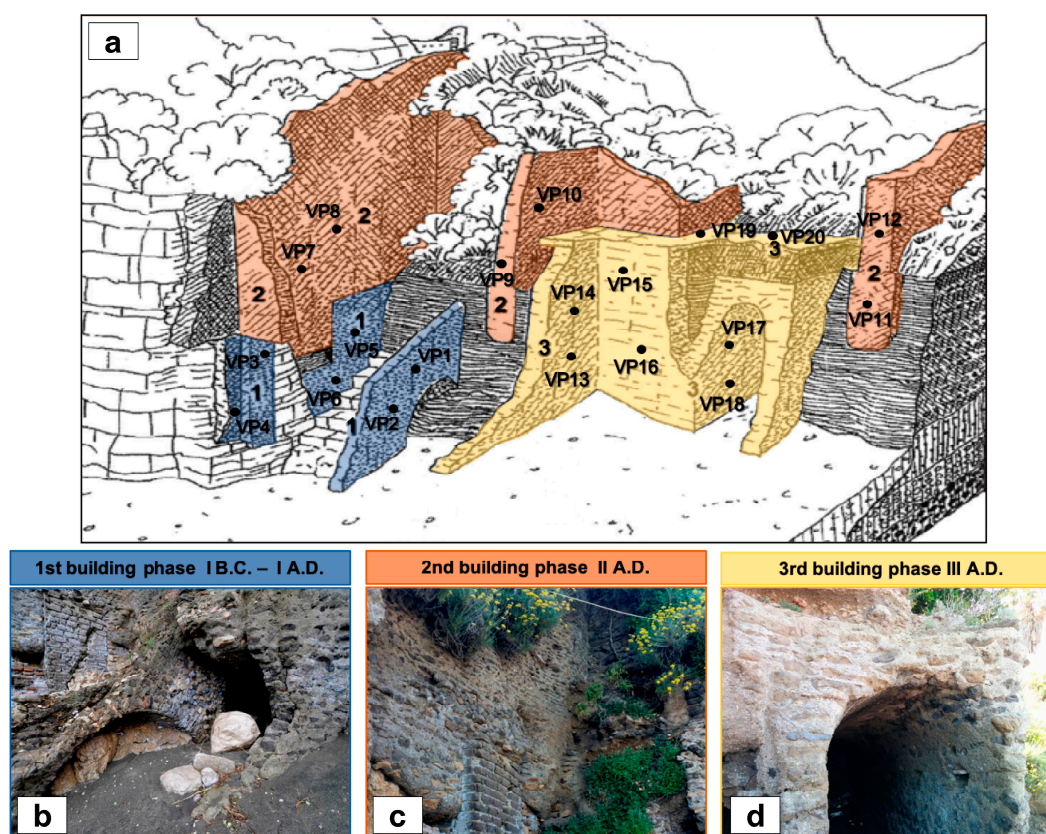 a
VP10
VP8
2
VP12
VP19
VP20
3
VP7
VP9
VP15
2
2
VP14
2
VP11
1
VP17
VP5
VP1
3
VP3
VP13
VP16
VP6
3
VP18
1
VP4
1
VP2
1st building phase I B.C. – I A.D.
2nd building phase II A.D.
3rd building phase III A.D.
b
c
d